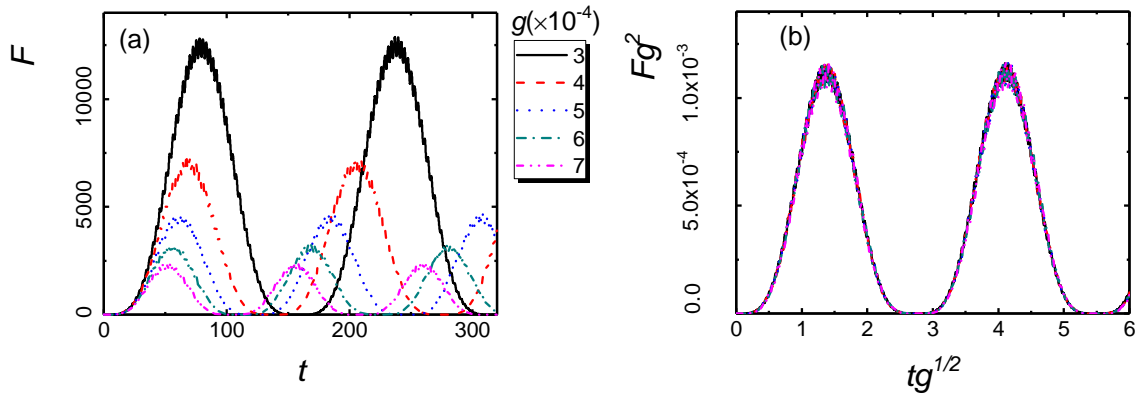 (a)
F
10000
5000
0
0 100 200 300
t
g(×10⁻⁴)
3
4
5
6
7
(b)
Fg²
1.0x10⁻³
5.0x10⁻⁴
0.0
0 1 2 3 4 5 6
tg^{1/2}